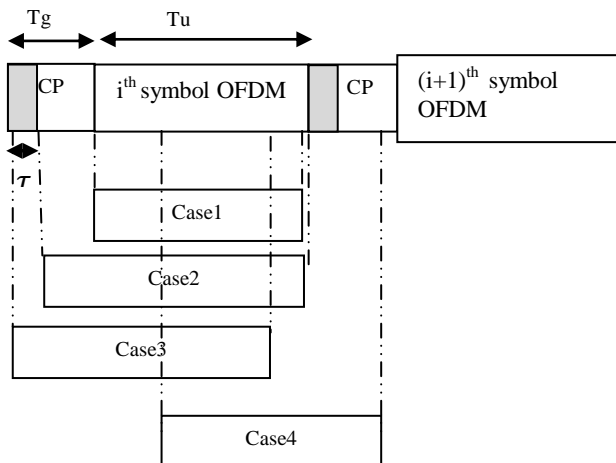 Tg
Tu
CP
ith symbol OFDM
CP
(i+1)th symbol
OFDM
τ
Case1
Case2
Case3
Case4